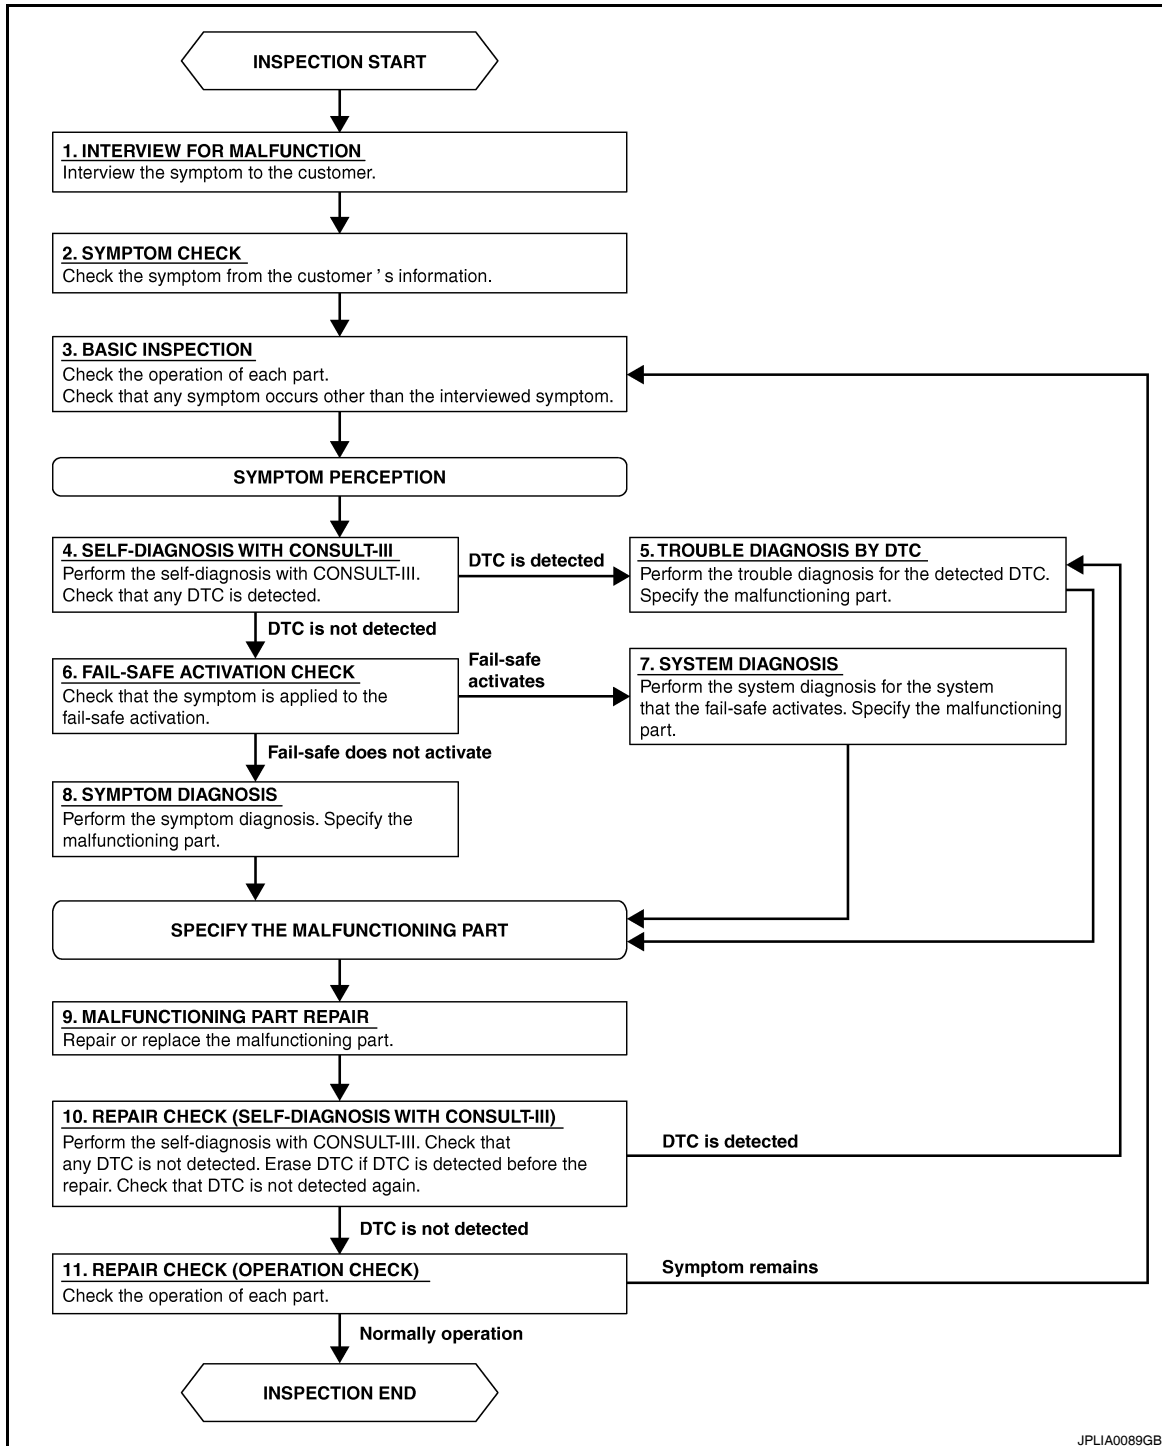 INSPECTION START
1. INTERVIEW FOR MALFUNCTION
Interview the symptom to the customer.
2. SYMPTOM CHECK
Check the symptom from the customer ’ s information.
3. BASIC INSPECTION
Check the operation of each part.
Check that any symptom occurs other than the interviewed symptom.
SYMPTOM PERCEPTION
4. SELF-DIAGNOSIS WITH CONSULT-III
Perform the self-diagnosis with CONSULT-III.
Check that any DTC is detected.
DTC is detected
5. TROUBLE DIAGNOSIS BY DTC
Perform the trouble diagnosis for the detected DTC.
Specify the malfunctioning part.
DTC is not detected
6. FAIL-SAFE ACTIVATION CHECK
Check that the symptom is applied to the
fail-safe activation.
Fail-safe
activates
7. SYSTEM DIAGNOSIS
Perform the system diagnosis for the system
that the fail-safe activates. Specify the malfunctioning
part.
Fail-safe does not activate
8. SYMPTOM DIAGNOSIS
Perform the symptom diagnosis. Specify the
malfunctioning part.
SPECIFY THE MALFUNCTIONING PART
9. MALFUNCTIONING PART REPAIR
Repair or replace the malfunctioning part.
10. REPAIR CHECK (SELF-DIAGNOSIS WITH CONSULT-III)
Perform the self-diagnosis with CONSULT-III. Check that
any DTC is not detected. Erase DTC if DTC is detected before the
repair. Check that DTC is not detected again.
DTC is detected
DTC is not detected
11. REPAIR CHECK (OPERATION CHECK)
Check the operation of each part.
Symptom remains
Normally operation
INSPECTION END
JPLIA0089GB